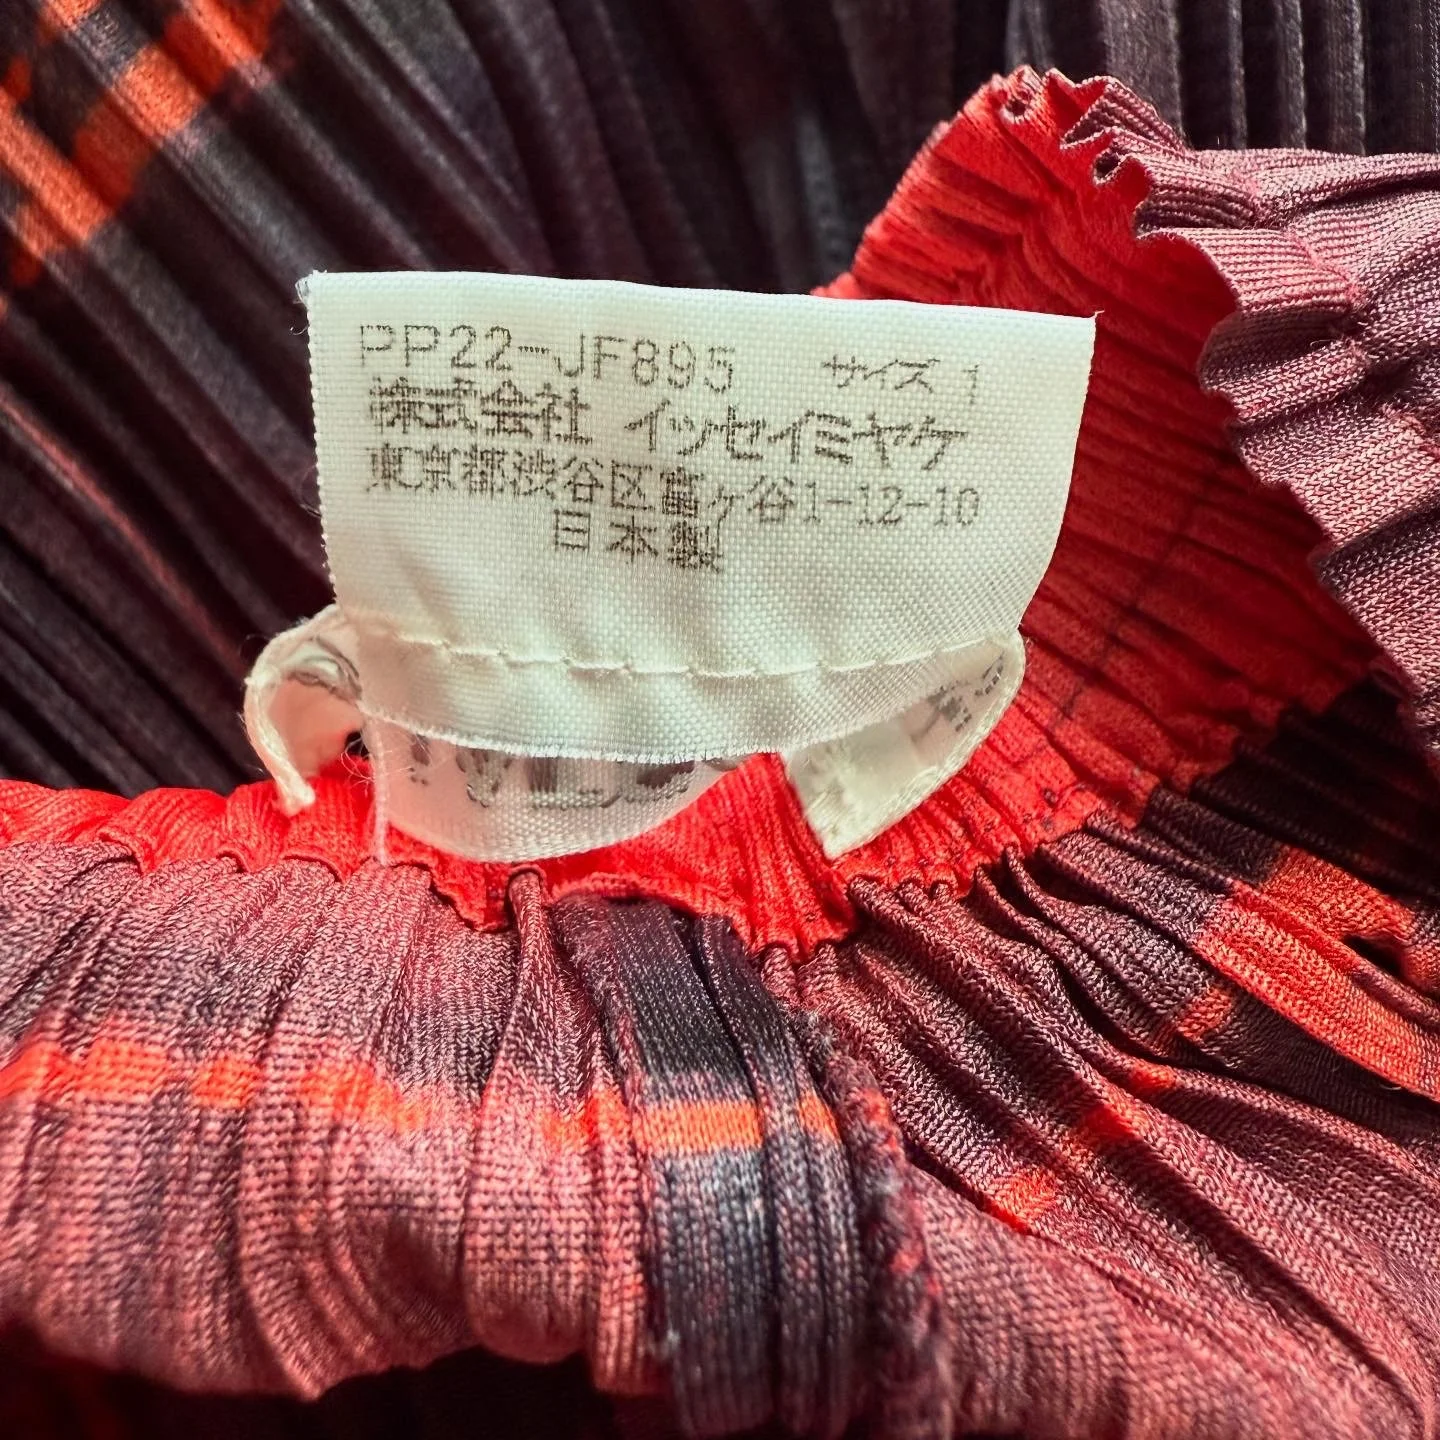 PP22-JF895 サイズ 1
株式会社 イッセイミヤケ
東京都渋谷区富ヶ谷1-12-10
日本製